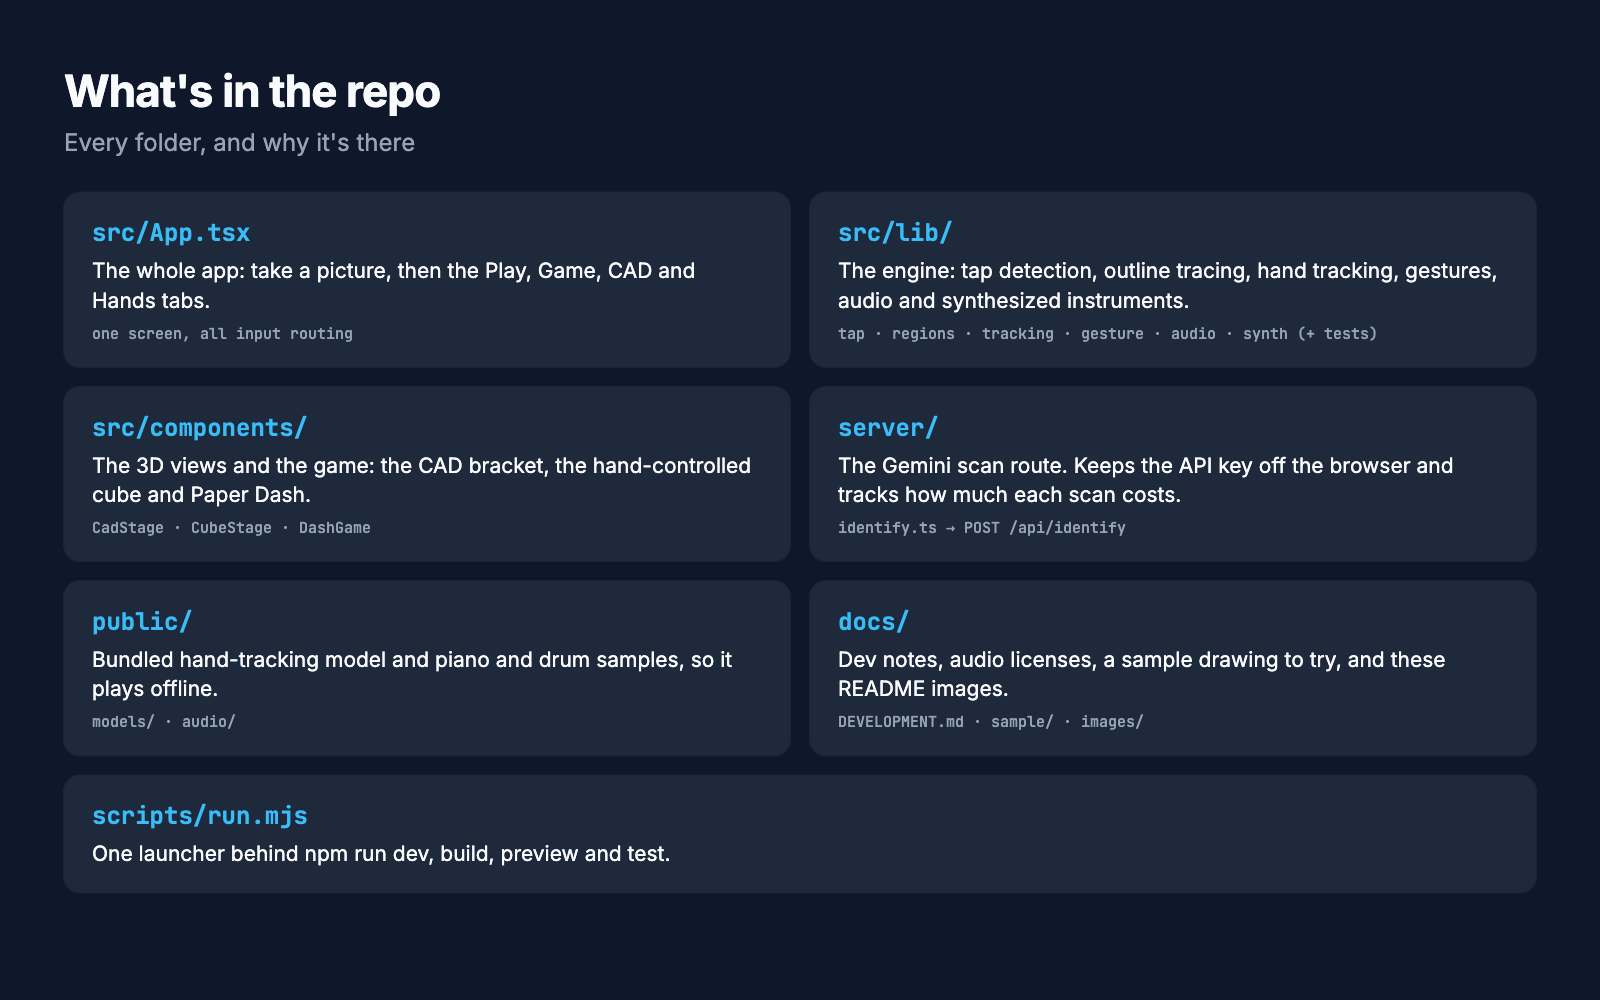 What's in the repo
Every folder, and why it's there
src/App.tsx
The whole app: take a picture, then the Play, Game, CAD and
Hands tabs.
one screen, all input routing
src/lib/
The engine: tap detection, outline tracing, hand tracking, gestures,
audio and synthesized instruments.
tap · regions · tracking · gesture · audio · synth (+ tests)
src/components/
The 3D views and the game: the CAD bracket, the hand-controlled
cube and Paper Dash.
CadStage · CubeStage · DashGame
server/
The Gemini scan route. Keeps the API key off the browser and
tracks how much each scan costs.
identify.ts → POST /api/identify
public/
Bundled hand-tracking model and piano and drum samples, so it
plays offline.
models/ · audio/
docs/
Dev notes, audio licenses, a sample drawing to try, and these
README images.
DEVELOPMENT.md · sample/ · images/
scripts/run.mjs
One launcher behind npm run dev, build, preview and test.